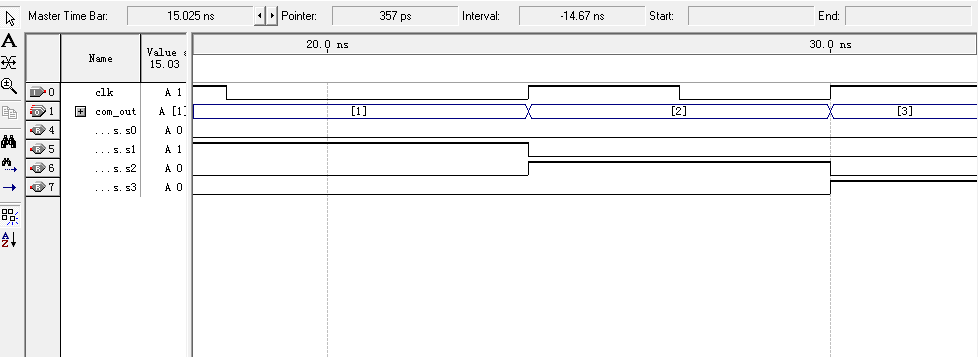 Master Time Bar: 15.025 ns Pointer: 357 ps Interval: -14.67 ns Start: End:
Name Value 15.03 20.0 ns 30.0 ns
0 clk A 1
1 com_out A [1] [1] [2] [3]
4 ...s.s0 A 0
5 ...s.s1 A 1
6 ...s.s2 A 0
7 ...s.s3 A 0